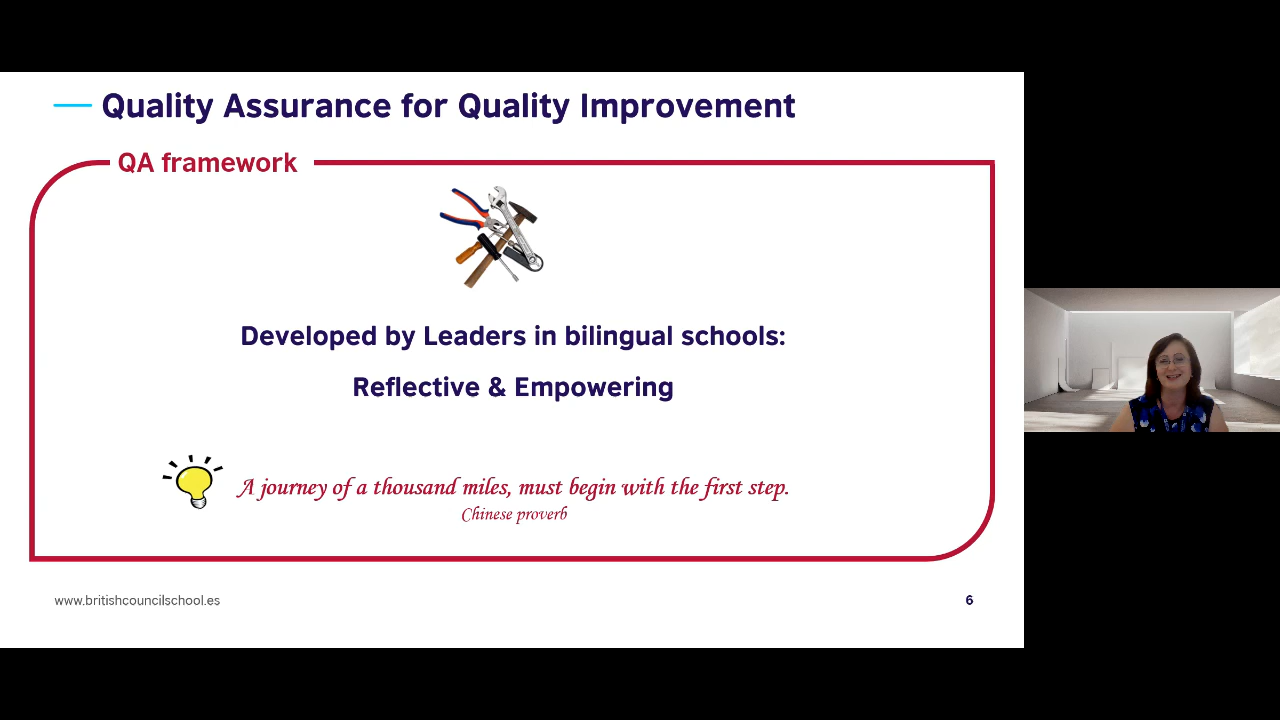 Quality Assurance for Quality Improvement
QA framework
Developed by Leaders in bilingual schools:
Reflective & Empowering
A journey of a thousand miles, must begin with the first step.
Chinese proverb
www.britishcouncilschool.es
6